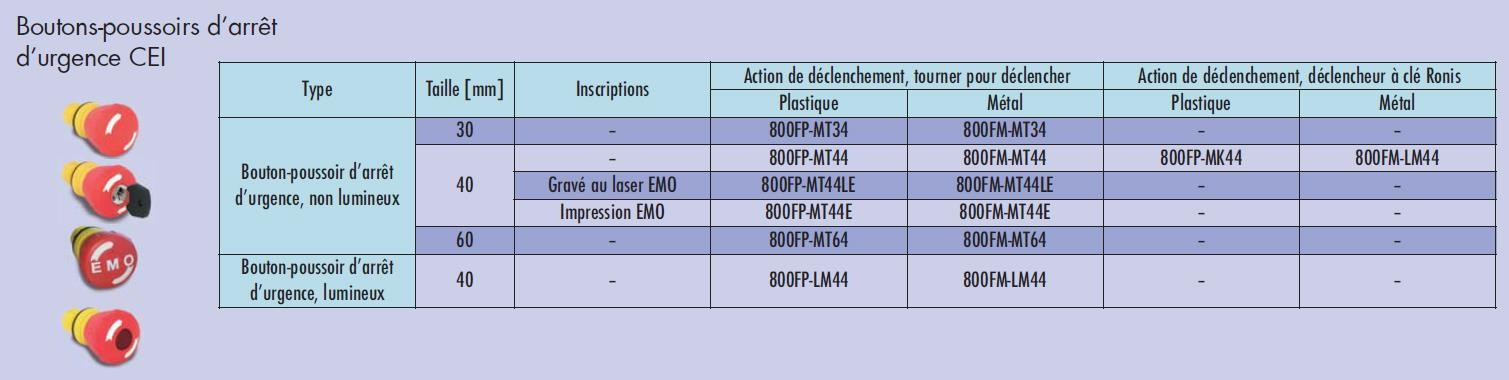 Boutons-poussoirs d'arrêt
d'urgence CEI
Type Taille [mm] Inscriptions Action de déclenchement, tourner pour déclencher Action de déclenchement, déclencheur à clé Ronis
Plastique Métal Plastique Métal
Bouton-poussoir d'arrêt
d'urgence, non lumineux
30 – 800FP-MT34 800FM-MT34 – –
40 – 800FP-MT44 800FM-MT44 800FP-MK44 800FM-LM44
Gravé au laser EMO 800FP-MT44LE 800FM-MT44LE – –
Impression EMO 800FP-MT44E 800FM-MT44E – –
60 – 800FP-MT64 800FM-MT64 – –
Bouton-poussoir d'arrêt
d'urgence, lumineux
40 – 800FP-LM44 800FM-LM44 – –
EMO